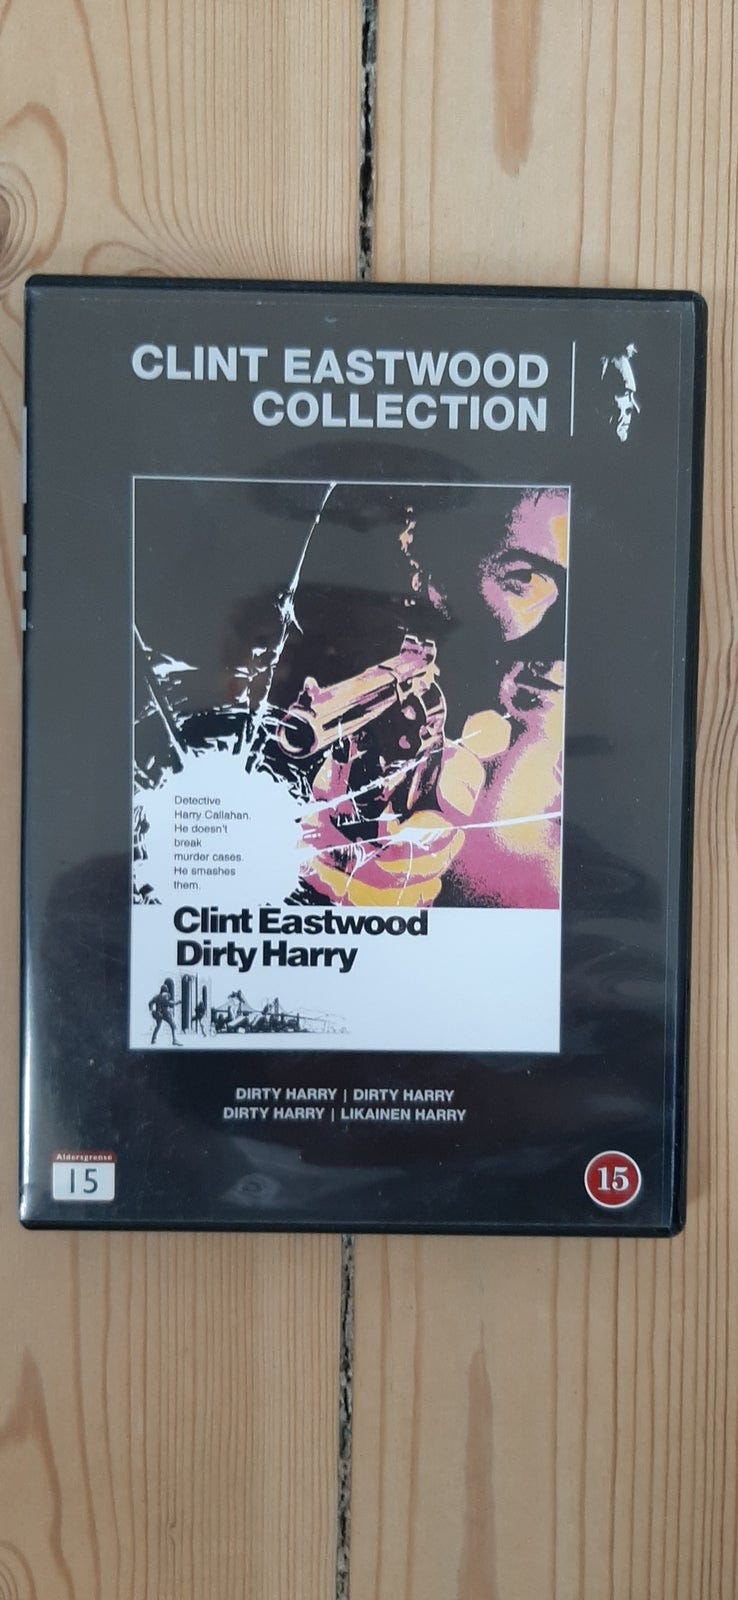 CLINT EASTWOOD
COLLECTION
Detective
Harry Callahan.
He doesn't
break
murder cases.
He smashes
them.
Clint Eastwood
Dirty Harry
DIRTY HARRY | DIRTY HARRY
DIRTY HARRY | LIKAINEN HARRY
Aldersgrense
15
15